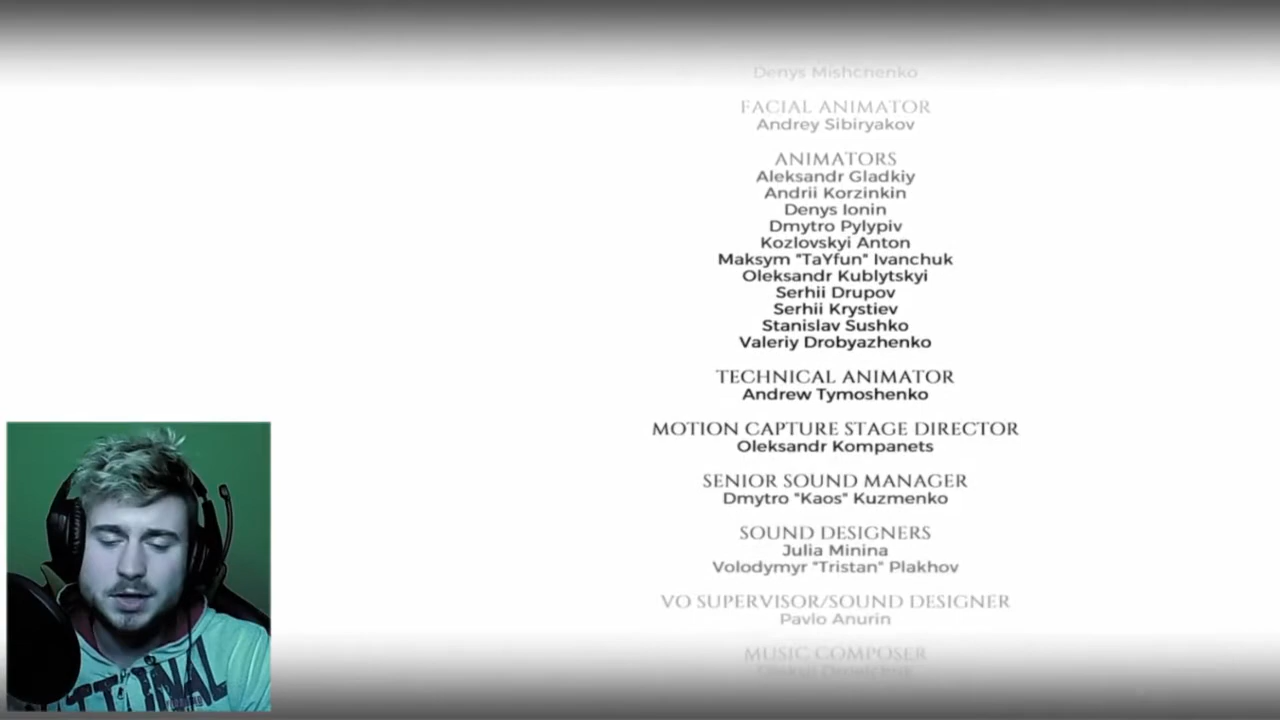 Denys Mishchenko
FACIAL ANIMATOR
Andrey Sibiryakov
ANIMATORS
Aleksandr Gladkiy
Andrii Korzinkin
Denys Ionin
Dmytro Pylypiv
Kozlovskyi Anton
Maksym "TaYfun" Ivanchuk
Oleksandr Kublytskyi
Serhii Drupov
Serhii Krystiev
Stanislav Sushko
Valeriy Drobyazhenko
TECHNICAL ANIMATOR
Andrew Tymoshenko
MOTION CAPTURE STAGE DIRECTOR
Oleksandr Kompanets
SENIOR SOUND MANAGER
Dmytro "Kaos" Kuzmenko
SOUND DESIGNERS
Julia Minina
Volodymyr "Tristan" Plakhov
VO SUPERVISOR/SOUND DESIGNER
Pavlo Anurin
MUSIC COMPOSER